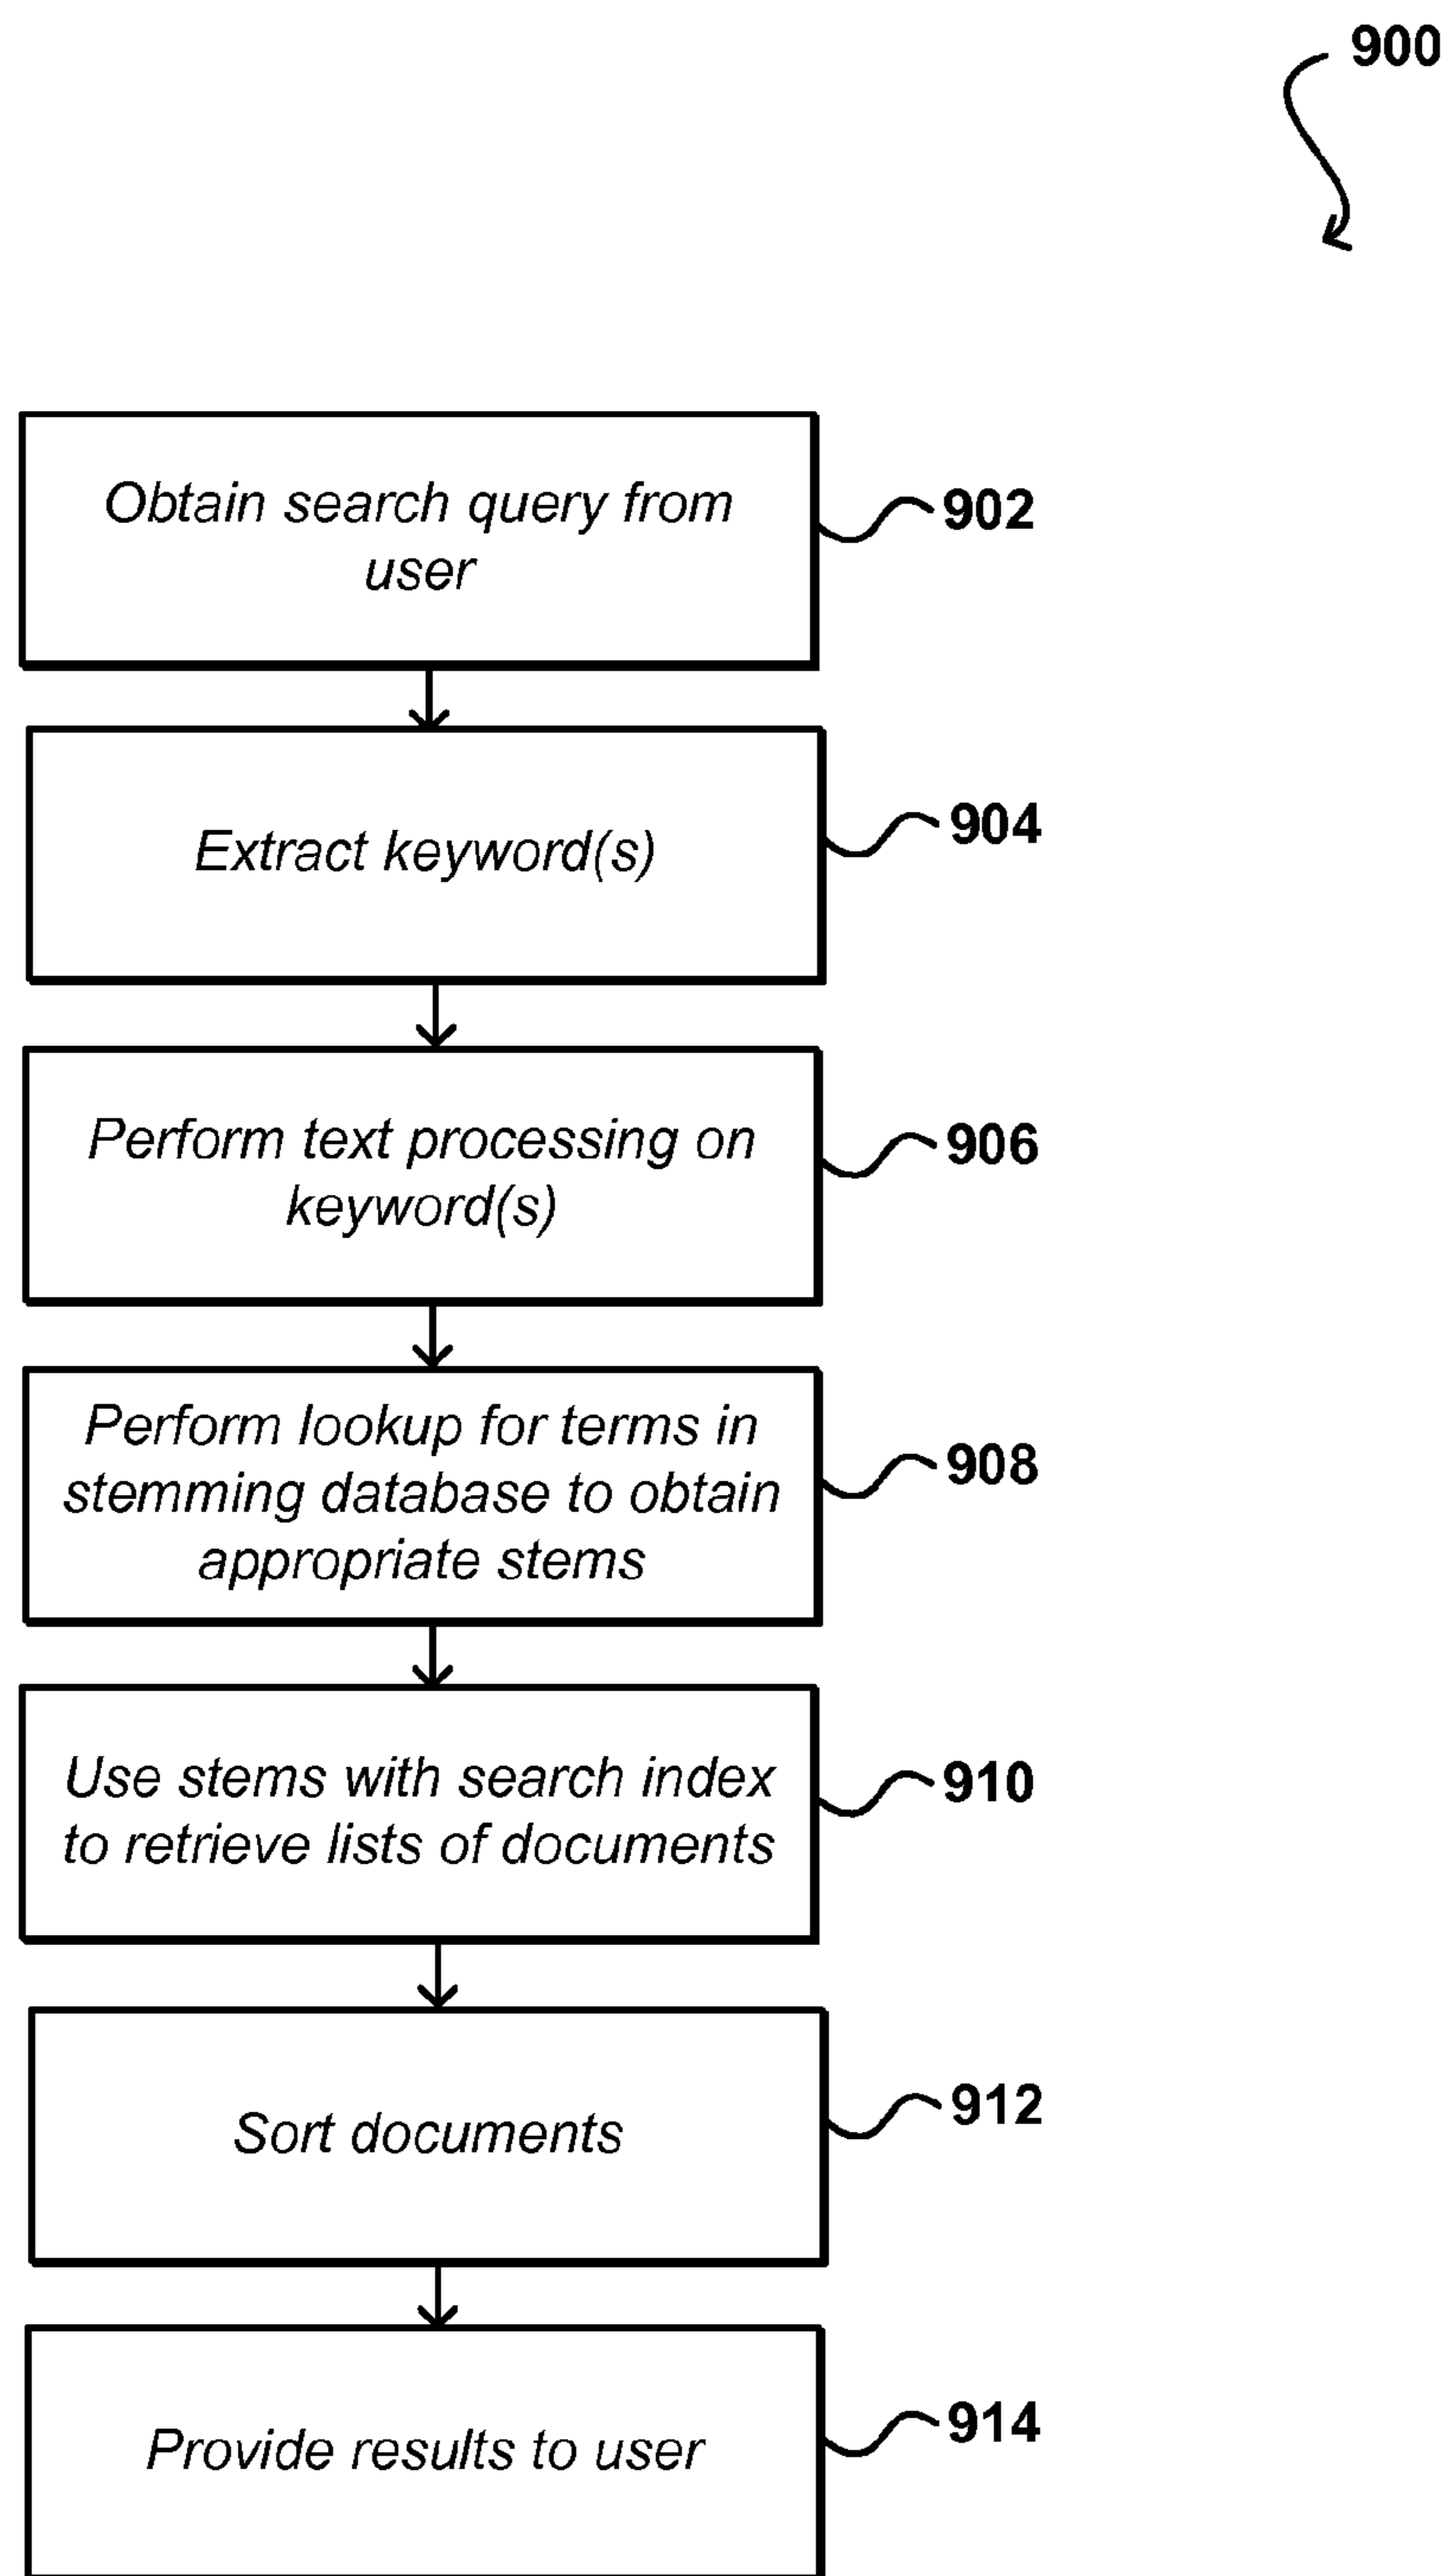 900
Obtain search query from
user
902
Extract keyword(s)
904
Perform text processing on
keyword(s)
906
Perform lookup for terms in
stemming database to obtain
appropriate stems
908
Use stems with search index
to retrieve lists of documents
910
Sort documents
912
Provide results to user
914